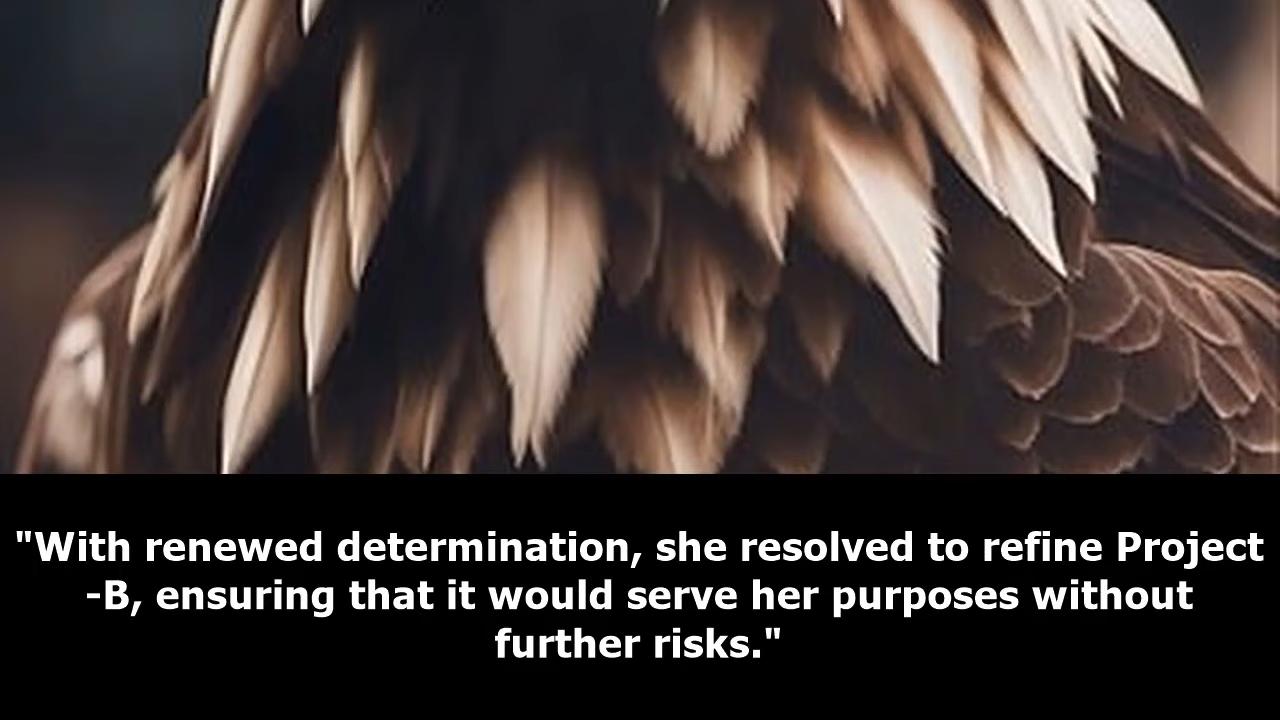 "With renewed determination, she resolved to refine Project
-B, ensuring that it would serve her purposes without
further risks."